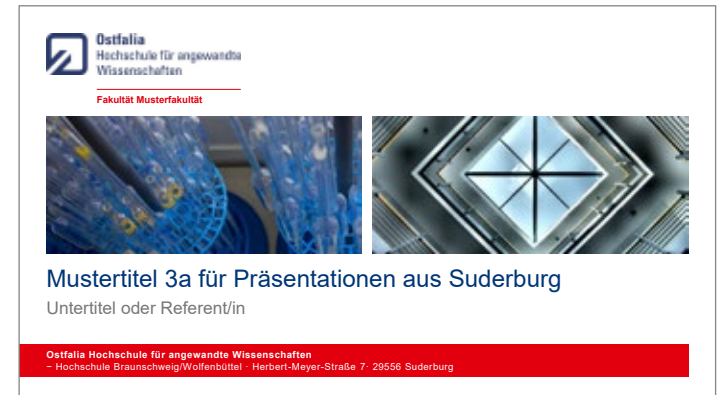 Ostfalia
Hochschule für angewandte
Wissenschaften
Fakultät Musterfakultät
Mustertitel 3a für Präsentationen aus Suderburg
Untertitel oder Referent/in
Ostfalia Hochschule für angewandte Wissenschaften
– Hochschule Braunschweig/Wolfenbüttel · Herbert-Meyer-Straße 7· 29556 Suderburg